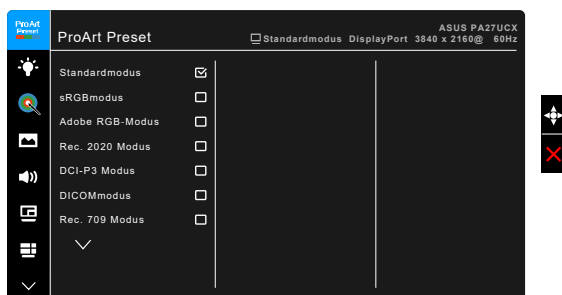 ProArt
Preset
ProArt Preset
ASUS PA27UCX
Standardmodus DisplayPort 3840 x 2160@ 60Hz
Standardmodus
sRGBmodus
Adobe RGB-Modus
Rec. 2020 Modus
DCI-P3 Modus
DICOMmodus
Rec. 709 Modus